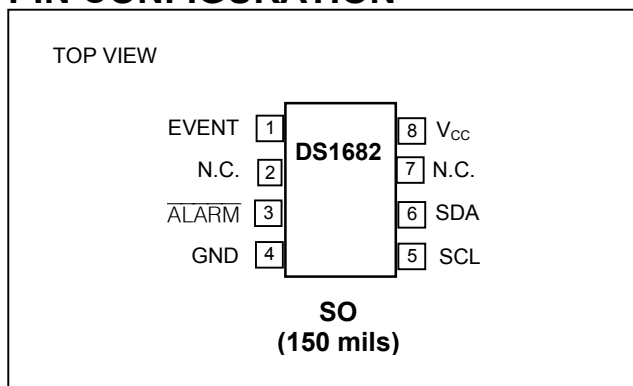 PIN CONFIGURATION
TOP VIEW
EVENT 1 DS1682 8 VCC
N.C. 2 7 N.C.
ALARM 3 6 SDA
GND 4 5 SCL
SO
(150 mils)